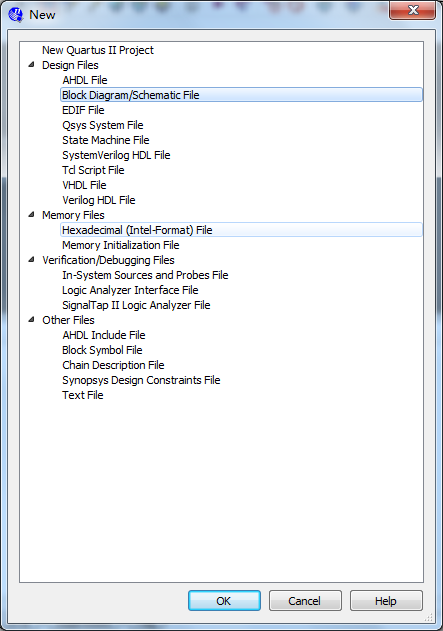 New
New Quartus II Project
Design Files
AHDL File
Block Diagram/Schematic File
EDIF File
Qsys System File
State Machine File
SystemVerilog HDL File
Tcl Script File
VHDL File
Verilog HDL File
Memory Files
Hexadecimal (Intel-Format) File
Memory Initialization File
Verification/Debugging Files
In-System Sources and Probes File
Logic Analyzer Interface File
SignalTap II Logic Analyzer File
Other Files
AHDL Include File
Block Symbol File
Chain Description File
Synopsys Design Constraints File
Text File
OK
Cancel
Help